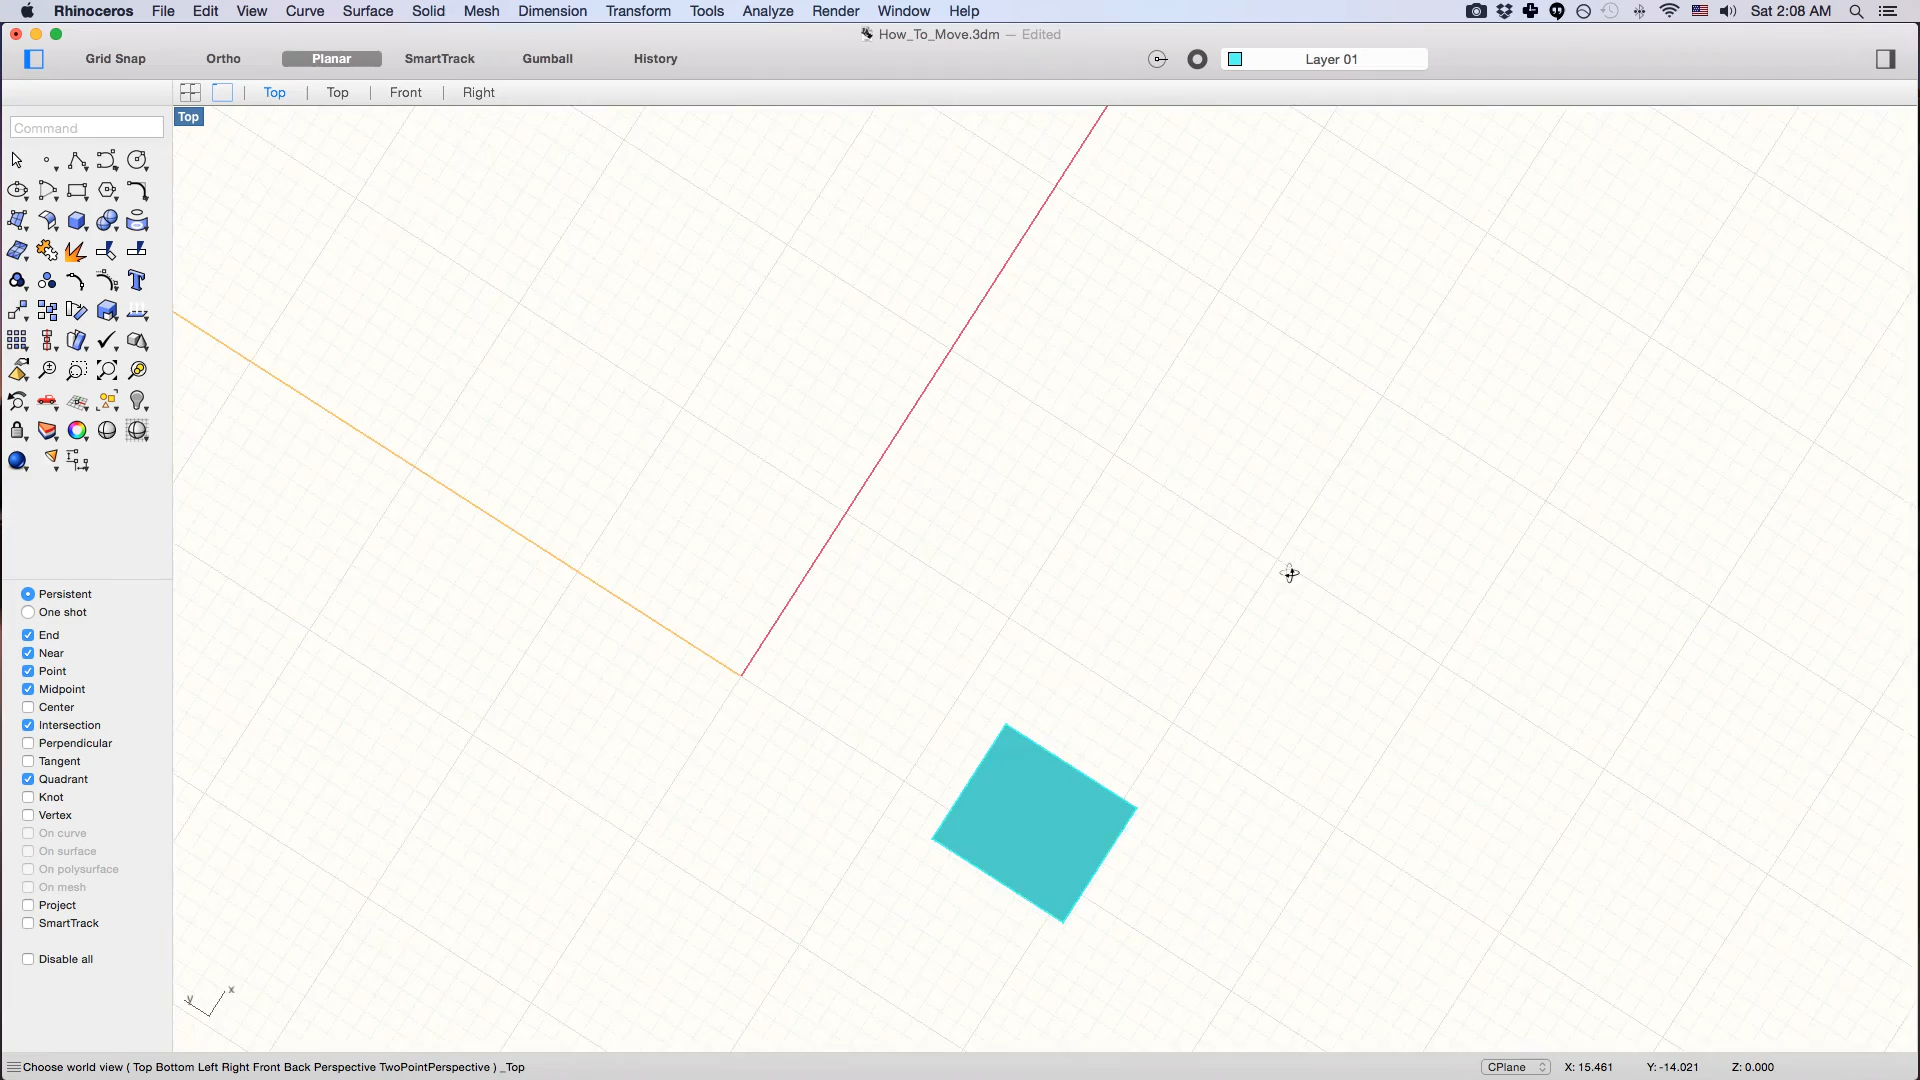 Rhinoceros File Edit View Curve Surface Solid Mesh Dimension Transform Tools Analyze Render Window Help Sat 2:08 AM
How_To_Move.3dm — Edited
Grid Snap Ortho Planar SmartTrack Gumball History Layer 01
Top Top Front Right
Top
Command
Persistent
One shot
End
Near
Point
Midpoint
Center
Intersection
Perpendicular
Tangent
Quadrant
Knot
Vertex
On curve
On surface
On polysurface
On mesh
Project
SmartTrack
Disable all
y x
Choose world view ( Top Bottom Left Right Front Back Perspective TwoPointPerspective ) _Top CPlane X: 15.461 Y: -14.021 Z: 0.000